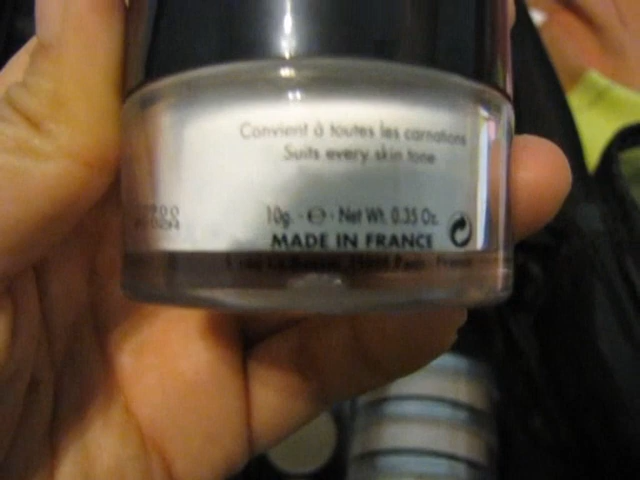 Convient à toutes les carnations
Suits every skin tone
10g. - ℮ - Net Wt. 0.35 Oz.
MADE IN FRANCE